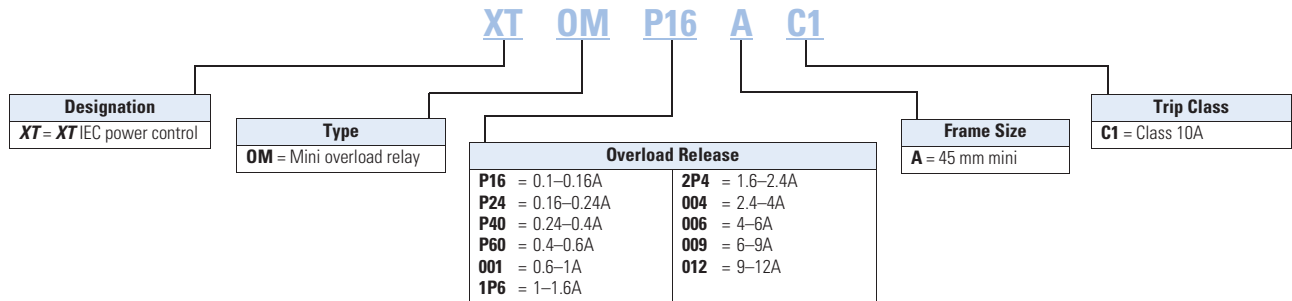 XT OM P16 A C1
Designation
XT = XT IEC power control
Type
OM = Mini overload relay
Overload Release
P16 = 0.1–0.16A
P24 = 0.16–0.24A
P40 = 0.24–0.4A
P60 = 0.4–0.6A
001 = 0.6–1A
1P6 = 1–1.6A
2P4 = 1.6–2.4A
004 = 2.4–4A
006 = 4–6A
009 = 6–9A
012 = 9–12A
Frame Size
A = 45 mm mini
Trip Class
C1 = Class 10A